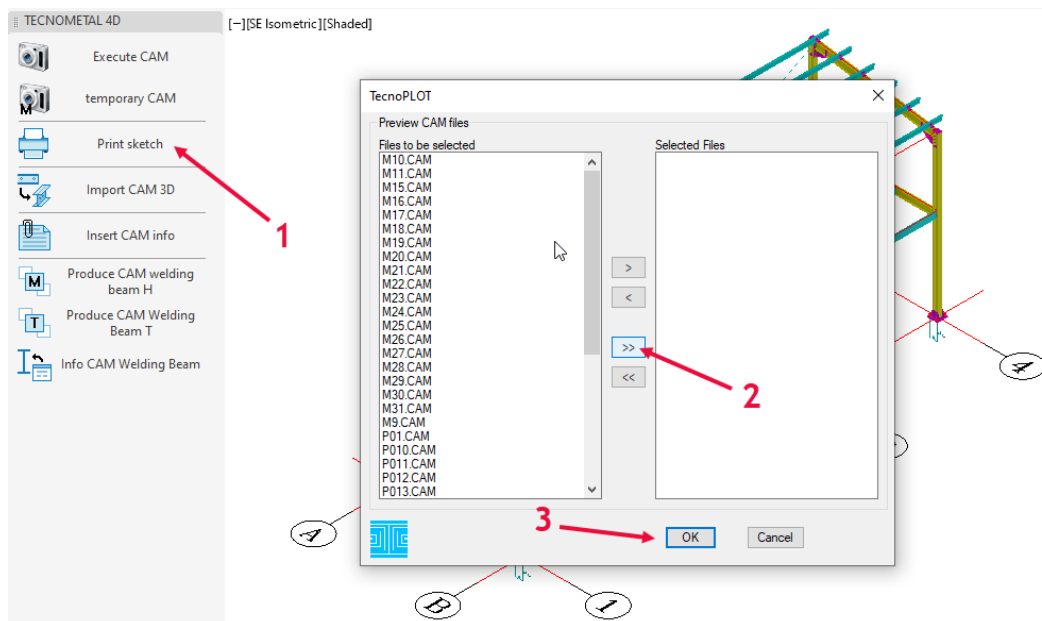 TECNOMETAL 4D
[−][SE Isometric][Shaded]
Execute CAM
M
temporary CAM
Print sketch
Import CAM 3D
Insert CAM info
M
Produce CAM welding
beam H
T
Produce CAM Welding
Beam T
Info CAM Welding Beam
1
TecnoPLOT
Preview CAM files
Files to be selected
Selected Files
M10.CAM
M11.CAM
M15.CAM
M16.CAM
M17.CAM
M18.CAM
M19.CAM
M20.CAM
M21.CAM
M22.CAM
M23.CAM
M24.CAM
M25.CAM
M26.CAM
M27.CAM
M28.CAM
M29.CAM
M30.CAM
M31.CAM
M9.CAM
P01.CAM
P010.CAM
P011.CAM
P012.CAM
P013.CAM
>
<
>>
<<
2
3
OK
Cancel
4
A
B
1